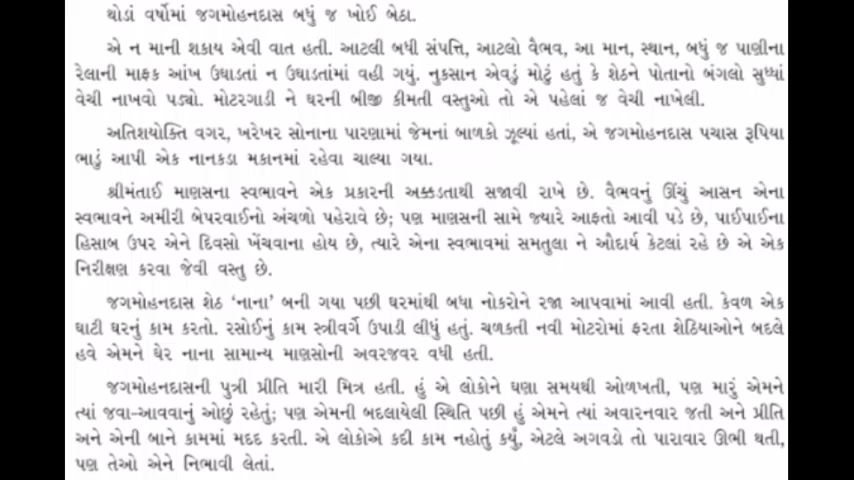 થોડાં વર્ષોમાં જગમોહનદાસ બધું જ ખોઈ બેઠા.
એ ન માની શકાય એવી વાત હતી. આટલી બધી સંપત્તિ, આટલો વૈભવ, આ માન, સ્થાન, બધું જ પાણીના
રેલાની માફક આંખ ઉઘાડતાં ન ઉઘાડતાંમાં વહી ગયું. નુકસાન એવડું મોટું હતું કે શેઠને પોતાનો બંગલો સુધ્ધાં
વેચી નાખવો પડ્યો. મોટરગાડી ને ઘરની બીજી કીમતી વસ્તુઓ તો એ પહેલાં જ વેચી નાખેલી.
અતિશયોક્તિ વગર, ખરેખર સોનાના પારણામાં જેમનાં બાળકો ઝૂલ્યાં હતાં, એ જગમોહનદાસ પચાસ રૂપિયા
ભાડું આપી એક નાનકડા મકાનમાં રહેવા ચાલ્યા ગયા.
શ્રીમંતાઈ માણસના સ્વભાવને એક પ્રકારની અક્કડતાથી સજાવી રાખે છે. વૈભવનું ઊંચું આસન એના
સ્વભાવને અમીરી બેપરવાઈનો અંચળો પહેરાવે છે; પણ માણસની સામે જ્યારે આફતો આવી પડે છે, પાઈપાઈના
હિસાબ ઉપર એને દિવસો ખેંચવાના હોય છે, ત્યારે એના સ્વભાવમાં સમતુલા ને ઔદાર્ય કેટલાં રહે છે એ એક
નિરીક્ષણ કરવા જેવી વસ્તુ છે.
જગમોહનદાસ શેઠ ‘નાના’ બની ગયા પછી ઘરમાંથી બધા નોકરોને રજા આપવામાં આવી હતી. કેવળ એક
ઘાટી ઘરનું કામ કરતો. રસોઈનું કામ સ્ત્રીવર્ગે ઉપાડી લીધું હતું. ચળકતી નવી મોટરોમાં ફરતા શેઠિયાઓને બદલે
હવે એમને ઘેર નાના સામાન્ય માણસોની અવરજવર વધી હતી.
જગમોહનદાસની પુત્રી પ્રીતિ મારી મિત્ર હતી. હું એ લોકોને ઘણા સમયથી ઓળખતી, પણ મારું એમને
ત્યાં જવા-આવવાનું ઓછું રહેતું; પણ એમની બદલાયેલી સ્થિતિ પછી હું એમને ત્યાં અવારનવાર જતી અને પ્રીતિ
અને એની બાને કામમાં મદદ કરતી. એ લોકોએ કદી કામ નહોતું કર્યું, એટલે અગવડો તો પારાવાર ઊભી થતી,
પણ તેઓ એને નિભાવી લેતાં.